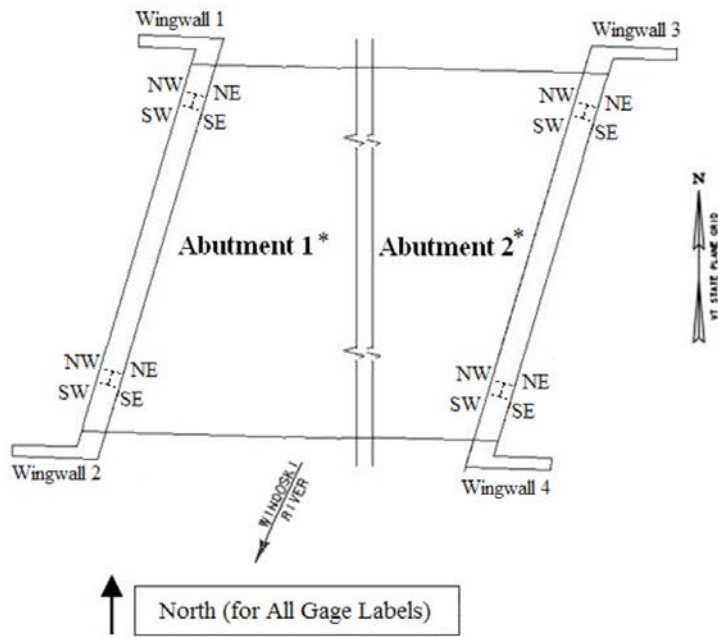 Wingwall 1
Wingwall 3
NW NE
SW SE
NW NE
SW SE
N
VT STATE PLANE GRID
Abutment 1*
Abutment 2*
NW NE
SW SE
NW NE
SW SE
Wingwall 2
Wingwall 4
WINOOSKI
RIVER
North (for All Gage Labels)